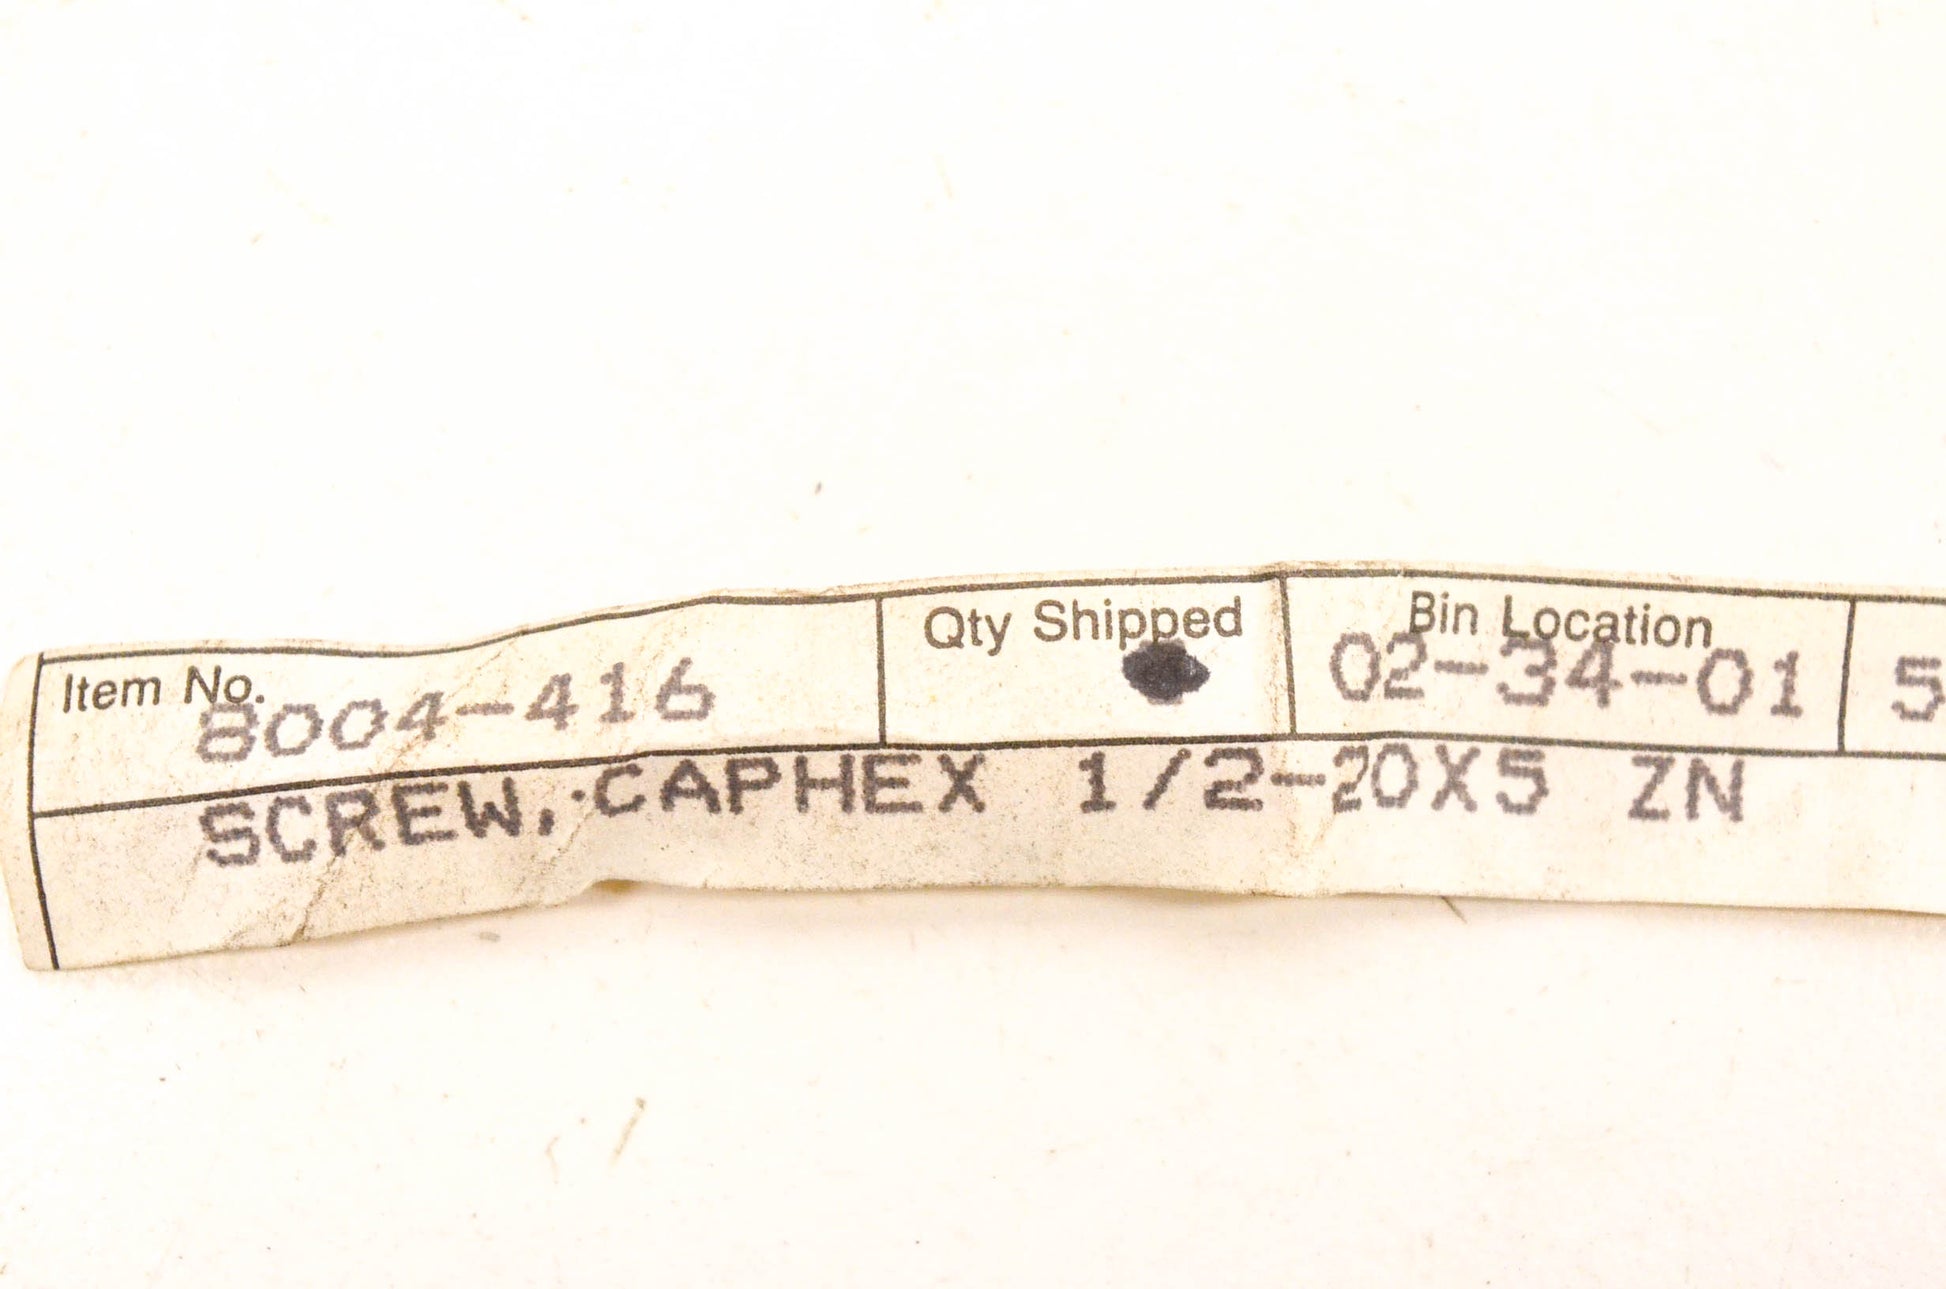 Item No. Qty Shipped Bin Location
8004-416 02-34-01 5
SCREW, CAPHEX 1/2-20X5 ZN